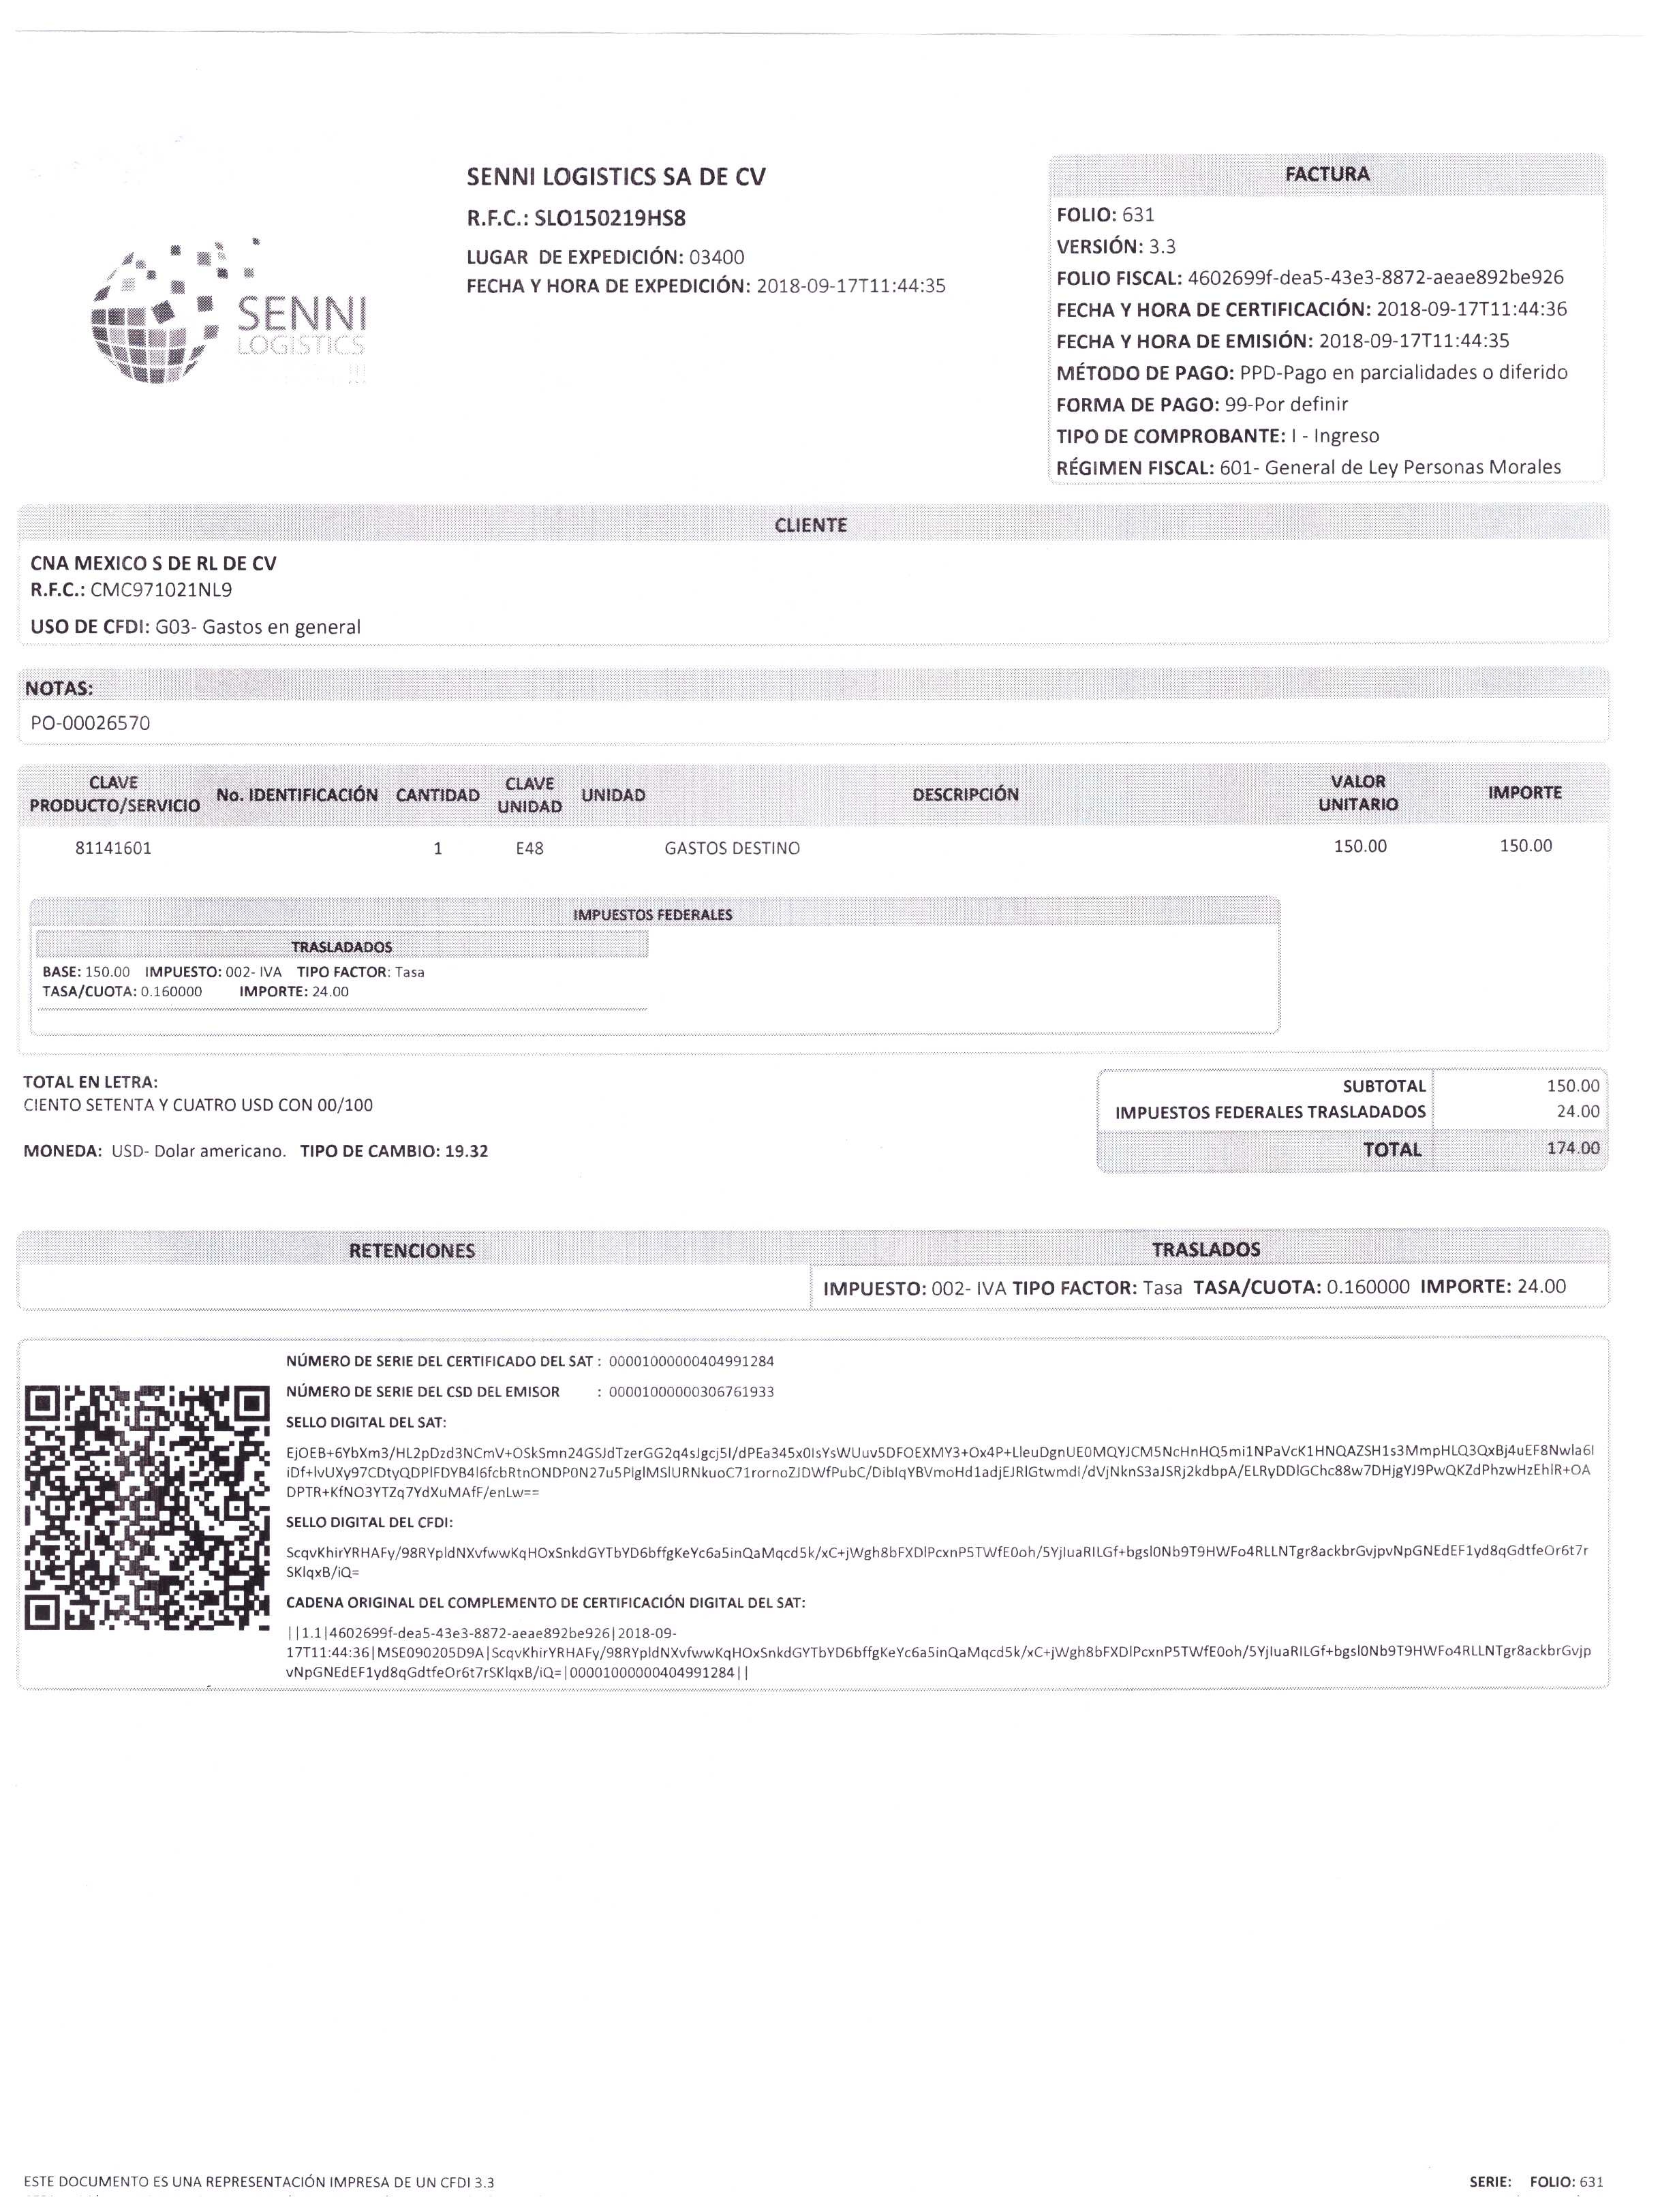 SENNI LOGISTICS SA DE CV
R.F.C.: SLO150219HS8
LUGAR DE EXPEDICIÓN: 03400
FECHA Y HORA DE EXPEDICIÓN: 2018-09-17T11:44:35
SENNI
LOGISTICS
FACTURA
FOLIO: 631
VERSIÓN: 3.3
FOLIO FISCAL: 4602699f-dea5-43e3-8872-aeae892be926
FECHA Y HORA DE CERTIFICACIÓN: 2018-09-17T11:44:36
FECHA Y HORA DE EMISIÓN: 2018-09-17T11:44:35
MÉTODO DE PAGO: PPD-Pago en parcialidades o diferido
FORMA DE PAGO: 99-Por definir
TIPO DE COMPROBANTE: I - Ingreso
RÉGIMEN FISCAL: 601- General de Ley Personas Morales
CLIENTE
CNA MEXICO S DE RL DE CV
R.F.C.: CMC971021NL9
USO DE CFDI: G03- Gastos en general
NOTAS:
PO-00026570
CLAVE PRODUCTO/SERVICIO No. IDENTIFICACIÓN CANTIDAD CLAVE UNIDAD UNIDAD DESCRIPCIÓN VALOR UNITARIO IMPORTE
81141601 1 E48 GASTOS DESTINO 150.00 150.00
IMPUESTOS FEDERALES
TRASLADADOS
BASE: 150.00 IMPUESTO: 002- IVA TIPO FACTOR: Tasa
TASA/CUOTA: 0.160000 IMPORTE: 24.00
TOTAL EN LETRA:
CIENTO SETENTA Y CUATRO USD CON 00/100
MONEDA: USD- Dolar americano. TIPO DE CAMBIO: 19.32
SUBTOTAL 150.00
IMPUESTOS FEDERALES TRASLADADOS 24.00
TOTAL 174.00
RETENCIONES TRASLADOS
IMPUESTO: 002- IVA TIPO FACTOR: Tasa TASA/CUOTA: 0.160000 IMPORTE: 24.00
NÚMERO DE SERIE DEL CERTIFICADO DEL SAT : 00001000000404991284
NÚMERO DE SERIE DEL CSD DEL EMISOR : 00001000000306761933
SELLO DIGITAL DEL SAT:
EjOEB+6YbXm3/HL2pDzd3NCmV+OSkSmn24GSJdTzerGG2q4sJgcj5I/dPEa345x0IsYsWUuv5DFOEXMY3+Ox4P+LleuDgnUE0MQYJCM5NcHnHQ5mi1NPaVcK1HNQAZSH1s3MmpHLQ3QxBj4uEF8Nwla6l
iDf+lvUXy97CDtyQDPlFDYB4l6fcbRtnONDP0N27u5PlglMSlURNkuoC71rornoZJDWfPubC/DiblqYBVmoHd1adjEJRlGtwmdl/dVjNknS3aJSRj2kdbpA/ELRyDDlGChc88w7DHjgYJ9PwQKZdPhzwHzEhlR+OA
DPTR+KfNO3YTZq7YdXuMAfF/enLw==
SELLO DIGITAL DEL CFDI:
ScqvKhirYRHAFy/98RYpldNXvfwwKqHOxSnkdGYTbYD6bffgKeYc6a5inQaMqcd5k/xC+jWgh8bFXDlPcxnP5TWfE0oh/5YjIuaRILGf+bgsl0Nb9T9HWFo4RLLNTgr8ackbrGvjpvNpGNEdEF1yd8qGdtfeOr6t7r
SKlqxB/iQ=
CADENA ORIGINAL DEL COMPLEMENTO DE CERTIFICACIÓN DIGITAL DEL SAT:
||1.1|4602699f-dea5-43e3-8872-aeae892be926|2018-09-
17T11:44:36|MSE090205D9A|ScqvKhirYRHAFy/98RYpldNXvfwwKqHOxSnkdGYTbYD6bffgKeYc6a5inQaMqcd5k/xC+jWgh8bFXDlPcxnP5TWfE0oh/5YjIuaRILGf+bgsl0Nb9T9HWFo4RLLNTgr8ackbrGvjp
vNpGNEdEF1yd8qGdtfeOr6t7rSKlqxB/iQ=|00001000000404991284||
ESTE DOCUMENTO ES UNA REPRESENTACIÓN IMPRESA DE UN CFDI 3.3
SERIE: FOLIO: 631